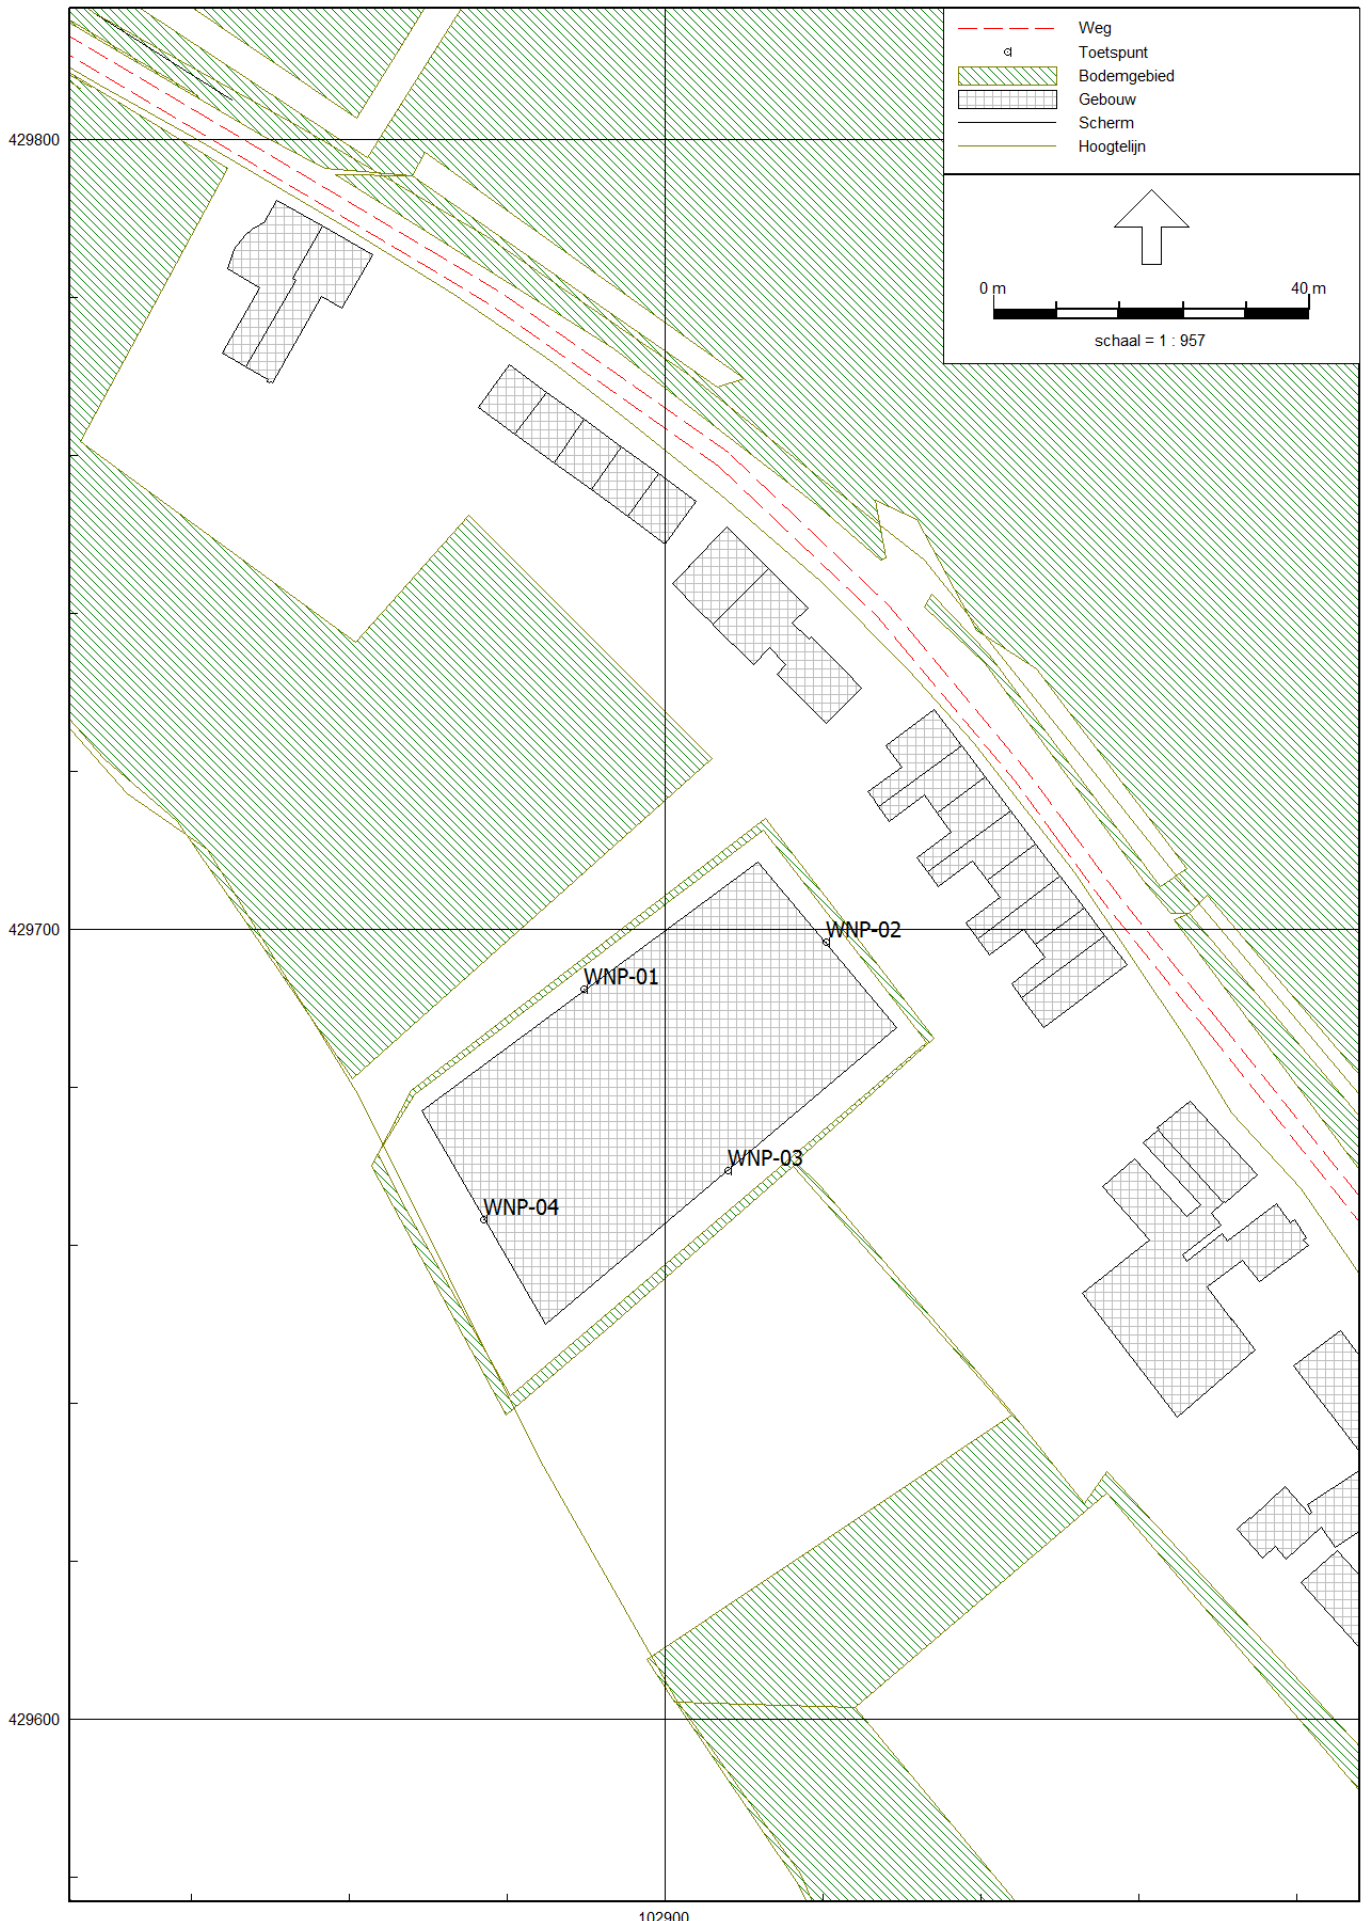 Weg
Toetspunt
Bodemgebied
Gebouw
Scherm
Hoogtelijn
429800
0 m 40 m
schaal = 1 : 957
429700
WNP-02
WNP-01
WNP-03
WNP-04
429600
102900